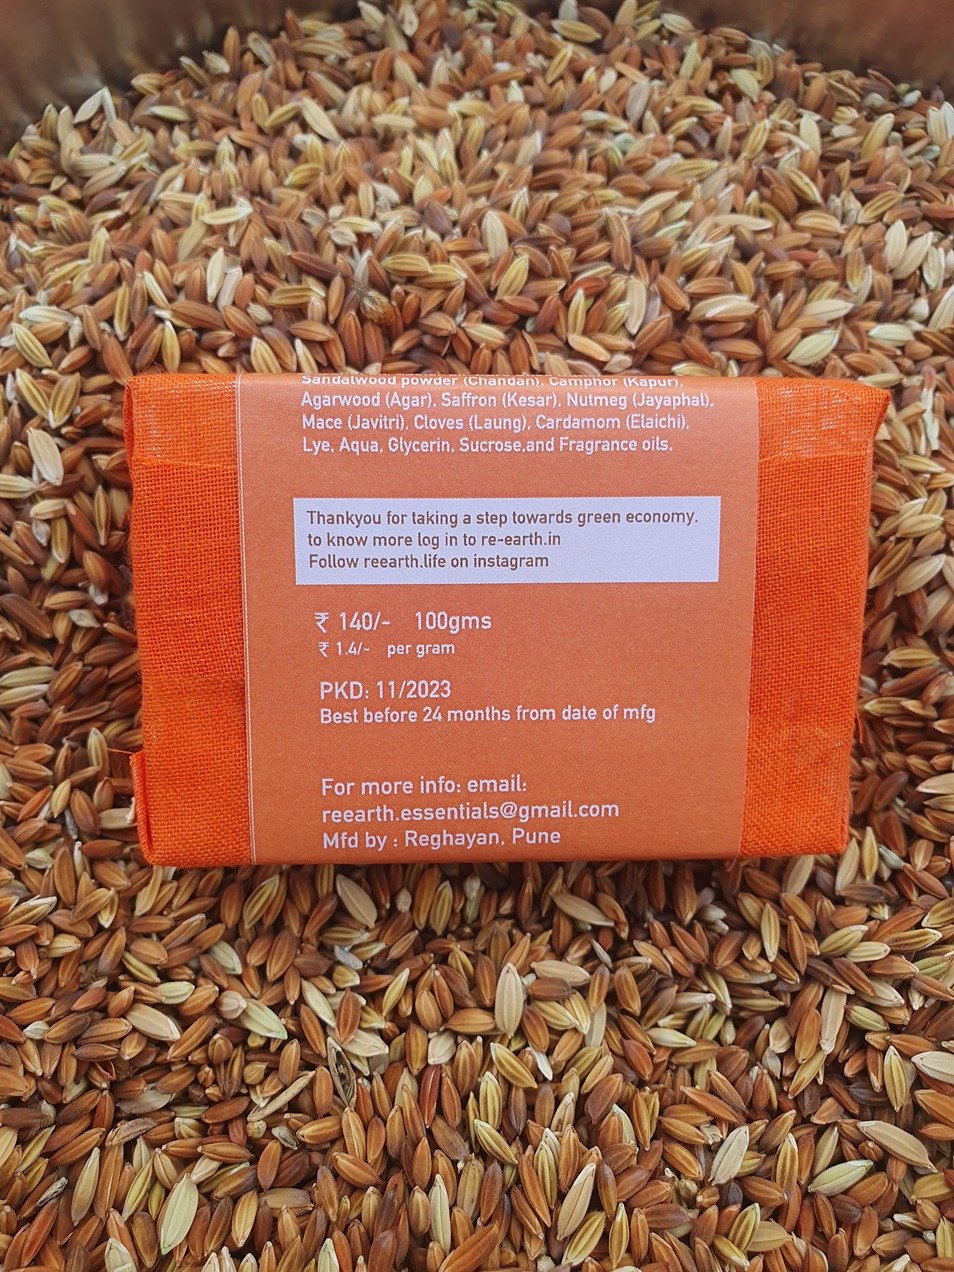 Sandalwood powder (Chandan), Camphor (Kapur),
Agarwood (Agar), Saffron (Kesar), Nutmeg (Jayaphal),
Mace (Javitri), Cloves (Laung), Cardamom (Elaichi),
Lye, Aqua, Glycerin, Sucrose,and Fragrance oils.
Thankyou for taking a step towards green economy.
to know more log in to re-earth.in
Follow reearth.life on instagram
₹ 140/- 100gms
₹ 1.4/- per gram
PKD: 11/2023
Best before 24 months from date of mfg
For more info: email:
reearth.essentials@gmail.com
Mfd by : Reghayan, Pune